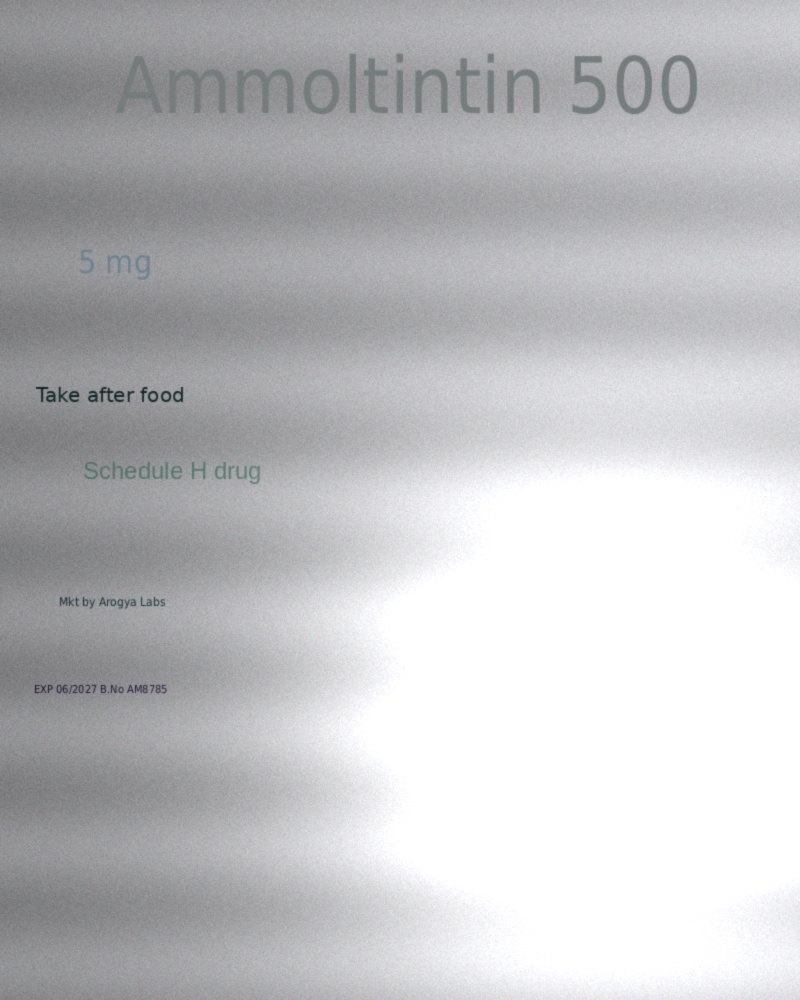 Ammoltintin 500
5 mg
Take after food
Schedule H drug
Mkt by Arogya Labs
EXP 06/2027 B.No AM8785